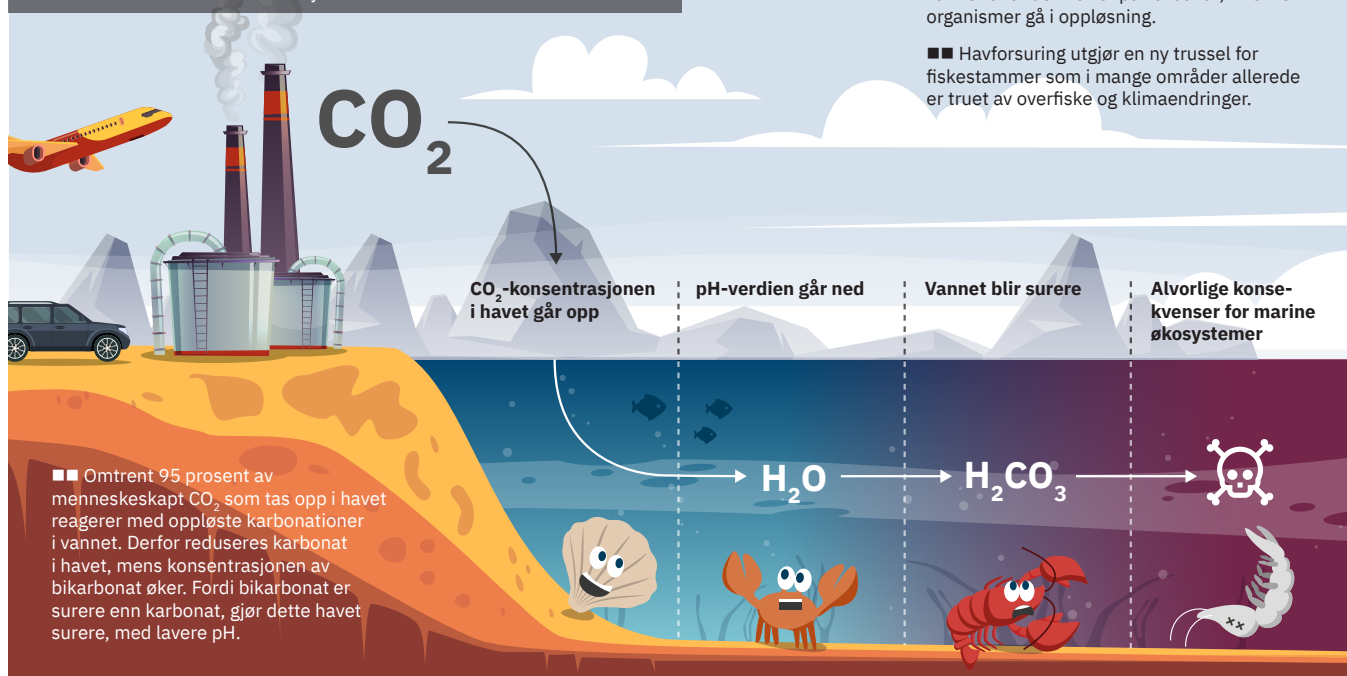 organismer gå i oppløsning.
■■ Havforsuring utgjør en ny trussel for
fiskestammer som i mange områder allerede
er truet av overfiske og klimaendringer.
CO₂
CO₂-konsentrasjonen
i havet går opp
pH-verdien går ned
Vannet blir surere
Alvorlige konse-
kvenser for marine
økosystemer
H₂O
H₂CO₃
■■ Omtrent 95 prosent av
menneskeskapt CO₂ som tas opp i havet
reagerer med oppløste karbonationer
i vannet. Derfor reduseres karbonat
i havet, mens konsentrasjonen av
bikarbonat øker. Fordi bikarbonat er
surere enn karbonat, gjør dette havet
surere, med lavere pH.